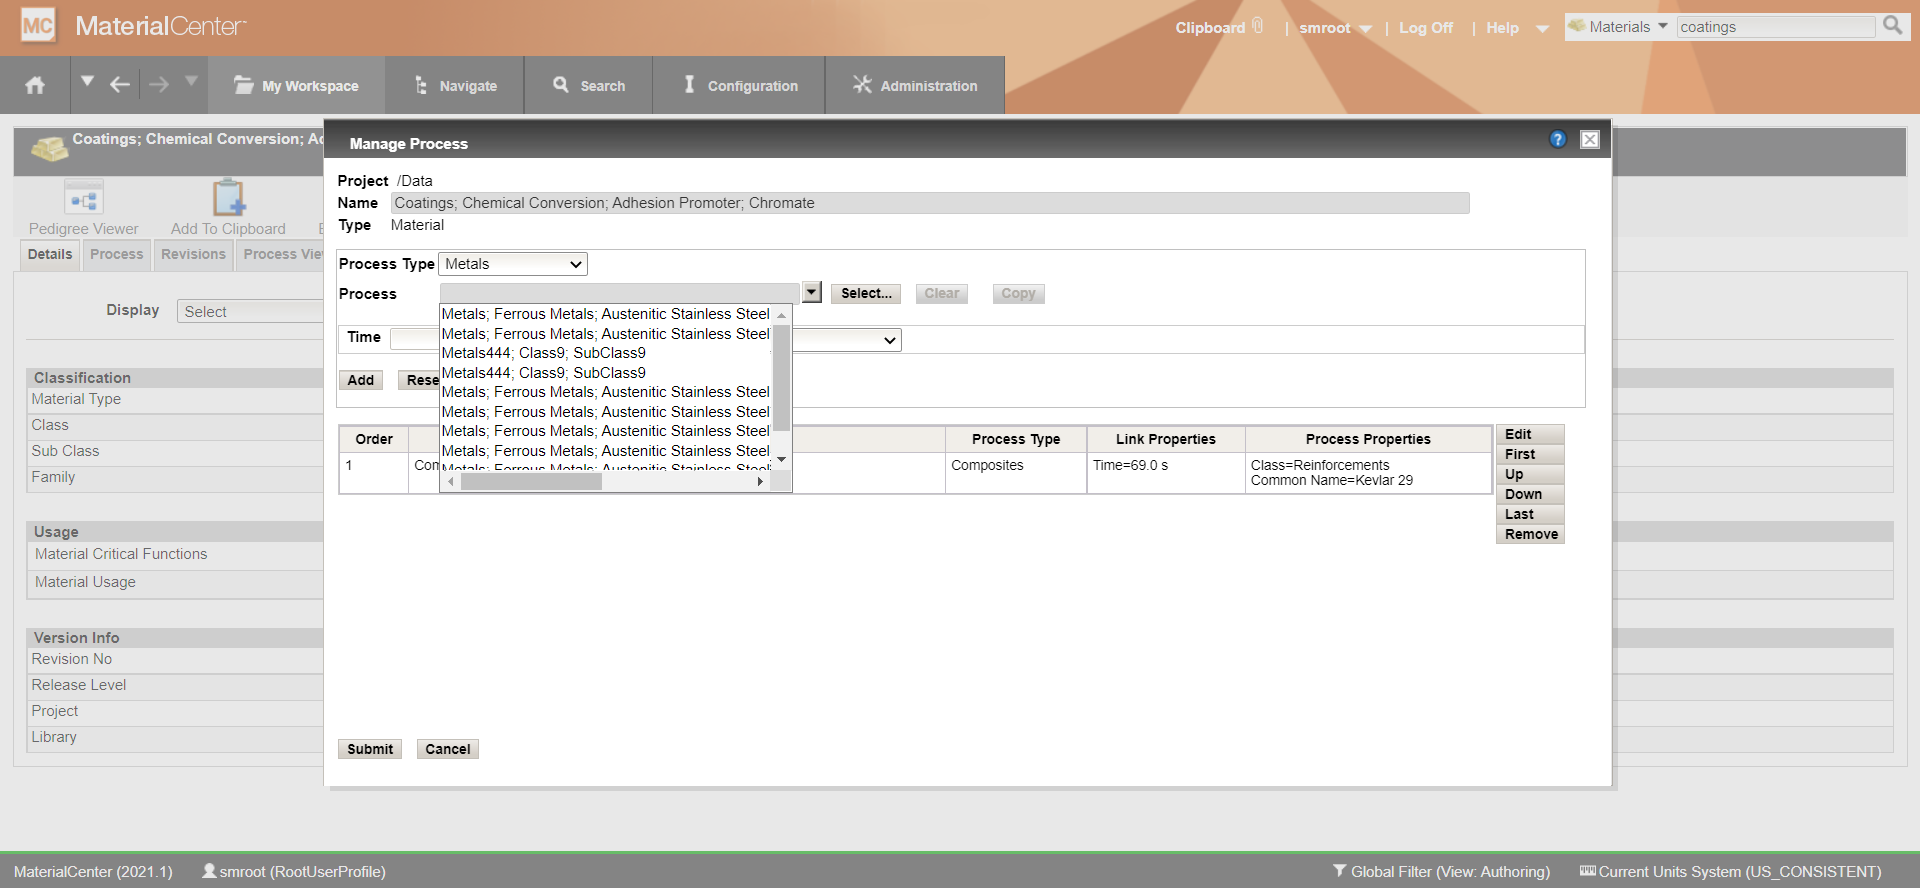 MC MaterialCenter
Clipboard | smroot | Log Off | Help
Materials coatings
My Workspace Navigate Search Configuration Administration
Coatings; Chemical Conversion;
Pedigree Viewer Add To Clipboard
Details Process Revisions Process
Display Select
Classification
Material Type
Class
Sub Class
Family
Usage
Material Critical Functions
Material Usage
Version Info
Revision No
Release Level
Project
Library
Manage Process
?
Project /Data
Name Coatings; Chemical Conversion; Adhesion Promoter; Chromate
Type Material
Process Type Metals
Process Select... Clear Copy
Metals; Ferrous Metals; Austenitic Stainless Steel
Metals; Ferrous Metals; Austenitic Stainless Steel
Metals444; Class9; SubClass9
Metals444; Class9; SubClass9
Metals; Ferrous Metals; Austenitic Stainless Steel
Metals; Ferrous Metals; Austenitic Stainless Steel
Metals; Ferrous Metals; Austenitic Stainless Steel
Metals; Ferrous Metals; Austenitic Stainless Steel
Metals; Ferrous Metals; Austenitic Stainless Steel
Time
Add Rese
Order Process Type Link Properties Process Properties
1 Com Composites Time=69.0 s Class=Reinforcements
Common Name=Kevlar 29
Edit
First
Up
Down
Last
Remove
Submit Cancel
MaterialCenter (2021.1) smroot (RootUserProfile) Global Filter (View: Authoring) Current Units System (US_CONSISTENT)